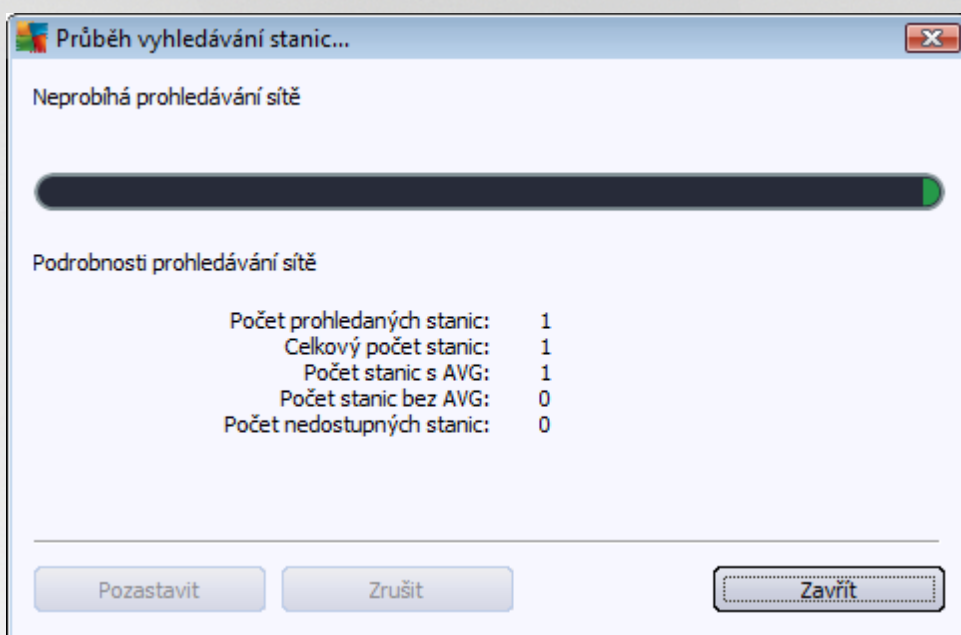 Průběh vyhledávání stanic...
Neprobíhá prohledávání sítě
Podrobnosti prohledávání sítě
Počet prohledaných stanic: 1
Celkový počet stanic: 1
Počet stanic s AVG: 1
Počet stanic bez AVG: 0
Počet nedostupných stanic: 0
Pozastavit Zrušit Zavřít